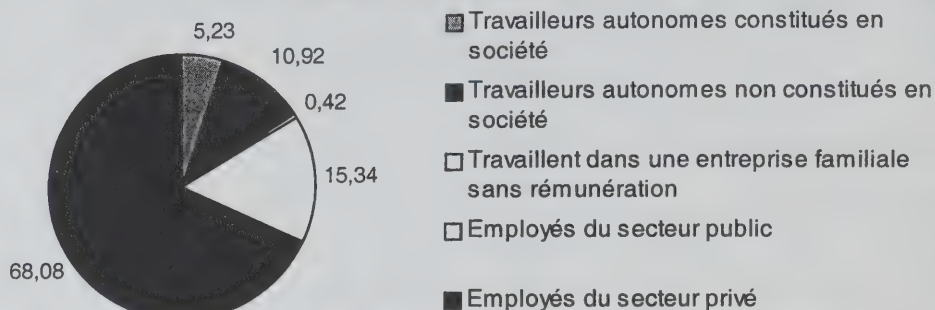 5,23
10,92
0,42
15,34
68,08
Travailleurs autonomes constitués en
société
Travailleurs autonomes non constitués en
société
Travaillent dans une entreprise familiale
sans rémunération
Employés du secteur public
Employés du secteur privé